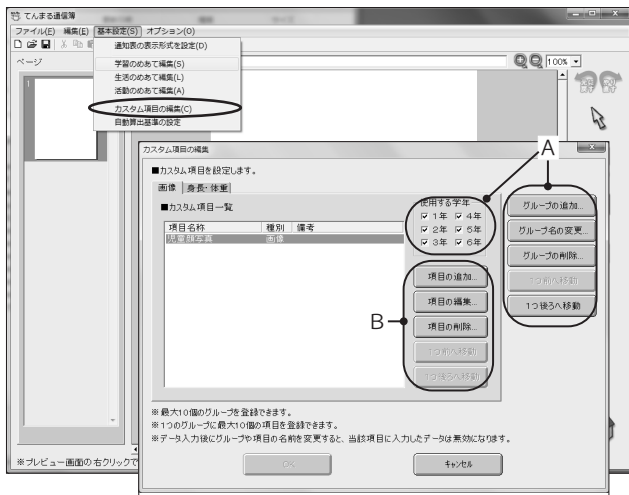 てんまる通信簿
ファイル(F) 編集(E) 基本設定(S) オプション(O)
通知表の表示形式を設定(D)
学習のめあて編集(S)
生活のめあて編集(L)
活動のめあて編集(A)
カスタム項目の編集(C)
自動算出基準の設定
ページ
100%
1
カスタム項目の編集
A
■カスタム項目を設定します。
画像 身長・体重
■カスタム項目一覧
項目名称 種別 備考
児童顔写真 画像
使用する学年
1年 4年
2年 5年
3年 6年
グループの追加...
グループ名の変更...
グループの削除...
1つ前へ移動
1つ後ろへ移動
B
項目の追加...
項目の編集...
項目の削除...
1つ前へ移動
1つ後ろへ移動
※最大10個のグループを登録できます。
※1つのグループに最大10個の項目を登録できます。
※データ入力後にグループや項目の名前を変更すると、当該項目に入力したデータは無効になります。
OK キャンセル
※プレビュー画面の右クリックで